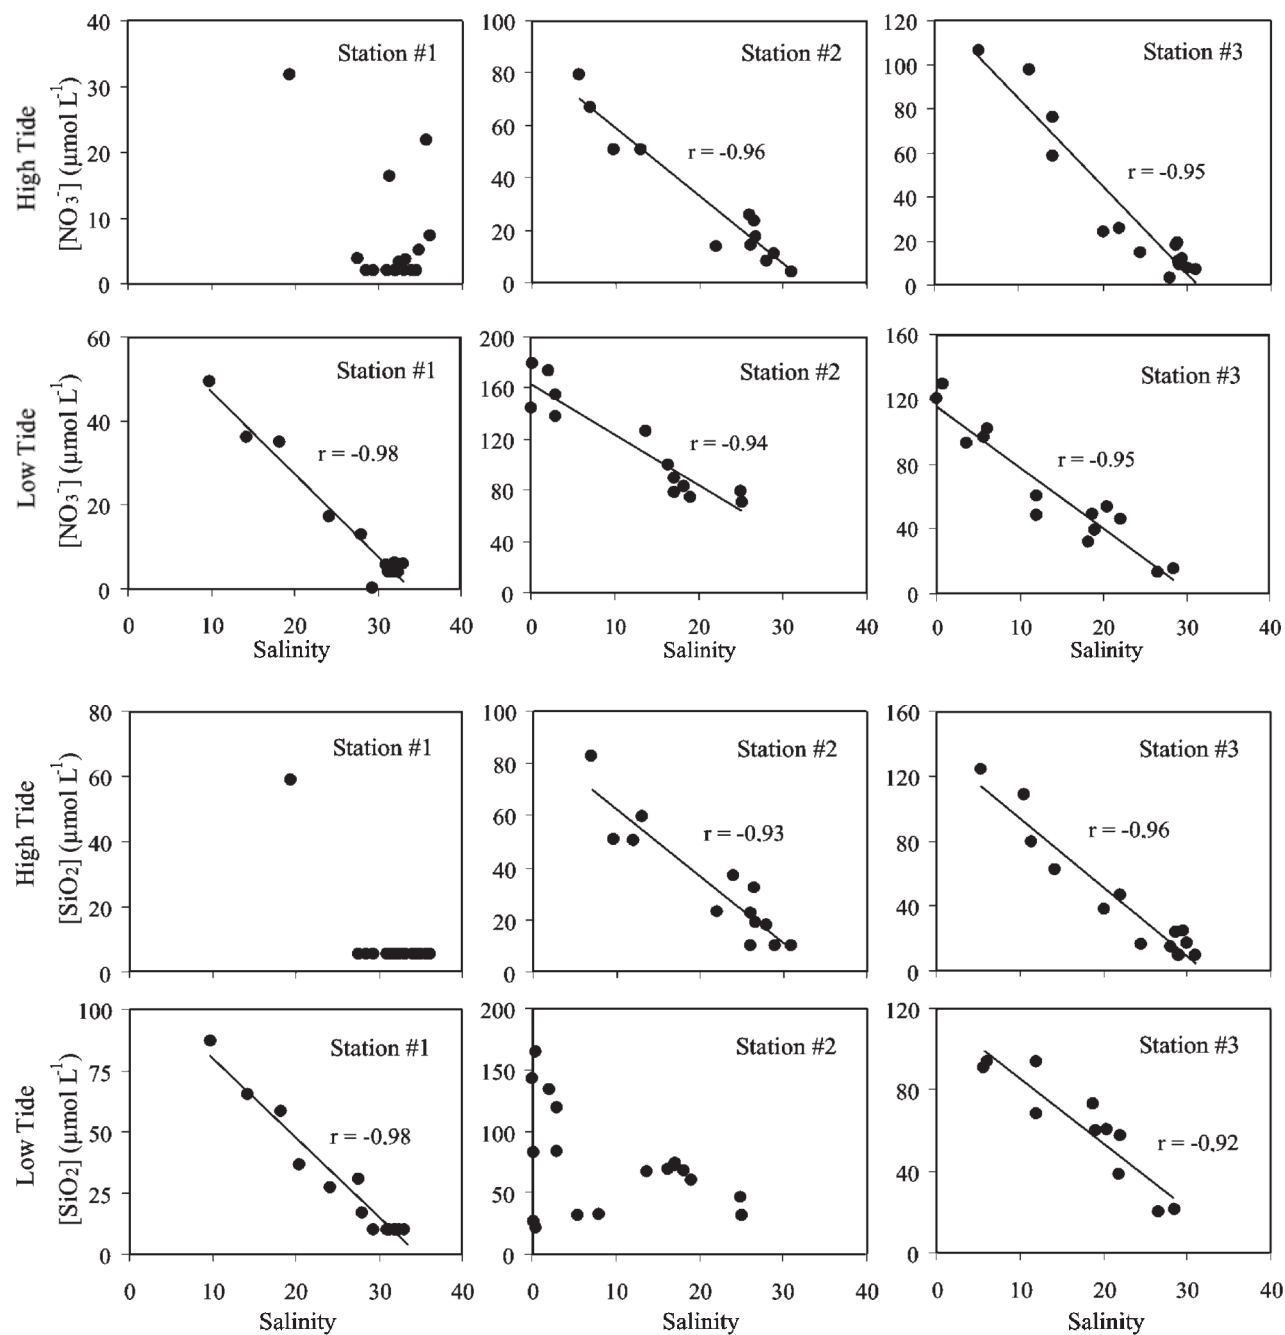 High Tide
[NO3-] (μmol L-1)
40
30
20
10
0
Station #1
100
80
60
40
20
0
Station #2
r = -0.96
120
100
80
60
40
20
0
Station #3
r = -0.95
Low Tide
[NO3-] (μmol L-1)
60
40
20
0
Station #1
r = -0.98
0 10 20 30 40
Salinity
200
160
120
80
40
0
Station #2
r = -0.94
0 10 20 30 40
Salinity
160
120
80
40
0
Station #3
r = -0.95
0 10 20 30 40
Salinity
High Tide
[SiO2] (μmol L-1)
80
60
40
20
0
Station #1
100
80
60
40
20
0
Station #2
r = -0.93
160
120
80
40
0
Station #3
r = -0.96
Low Tide
[SiO2] (μmol L-1)
100
75
50
25
0
Station #1
r = -0.98
0 10 20 30 40
Salinity
200
150
100
50
0
Station #2
0 10 20 30 40
Salinity
120
80
40
0
Station #3
r = -0.92
0 10 20 30 40
Salinity